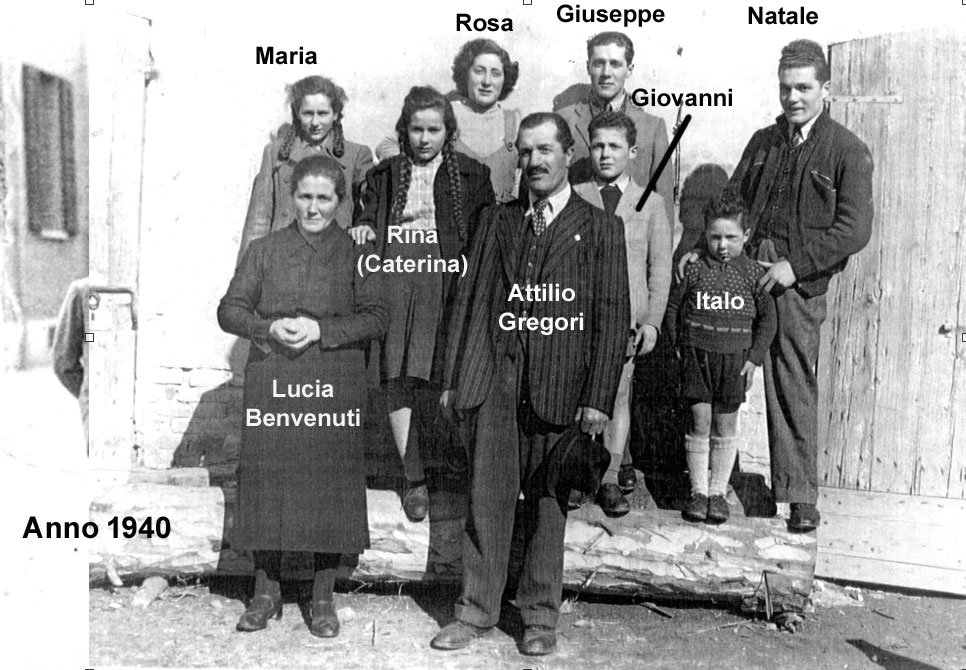 Giuseppe
Natale
Rosa
Maria
Giovanni
Rina
(Caterina)
Attilio
Gregori
Italo
Lucia
Benvenuti
Anno 1940